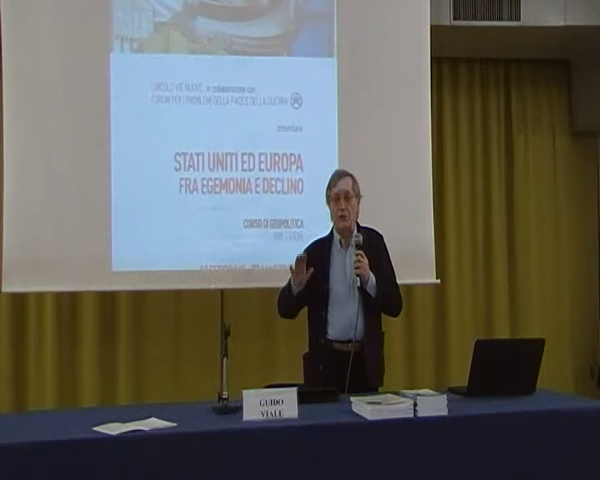 CIRCOLO VIE NUOVE in collaborazione con
FORUM PER I PROBLEMI DELLA PACE E DELLA GUERRA
presentano
STATI UNITI ED EUROPA
FRA EGEMONIA E DECLINO
CORSO DI GEOPOLITICA
GUIDO
VIALE